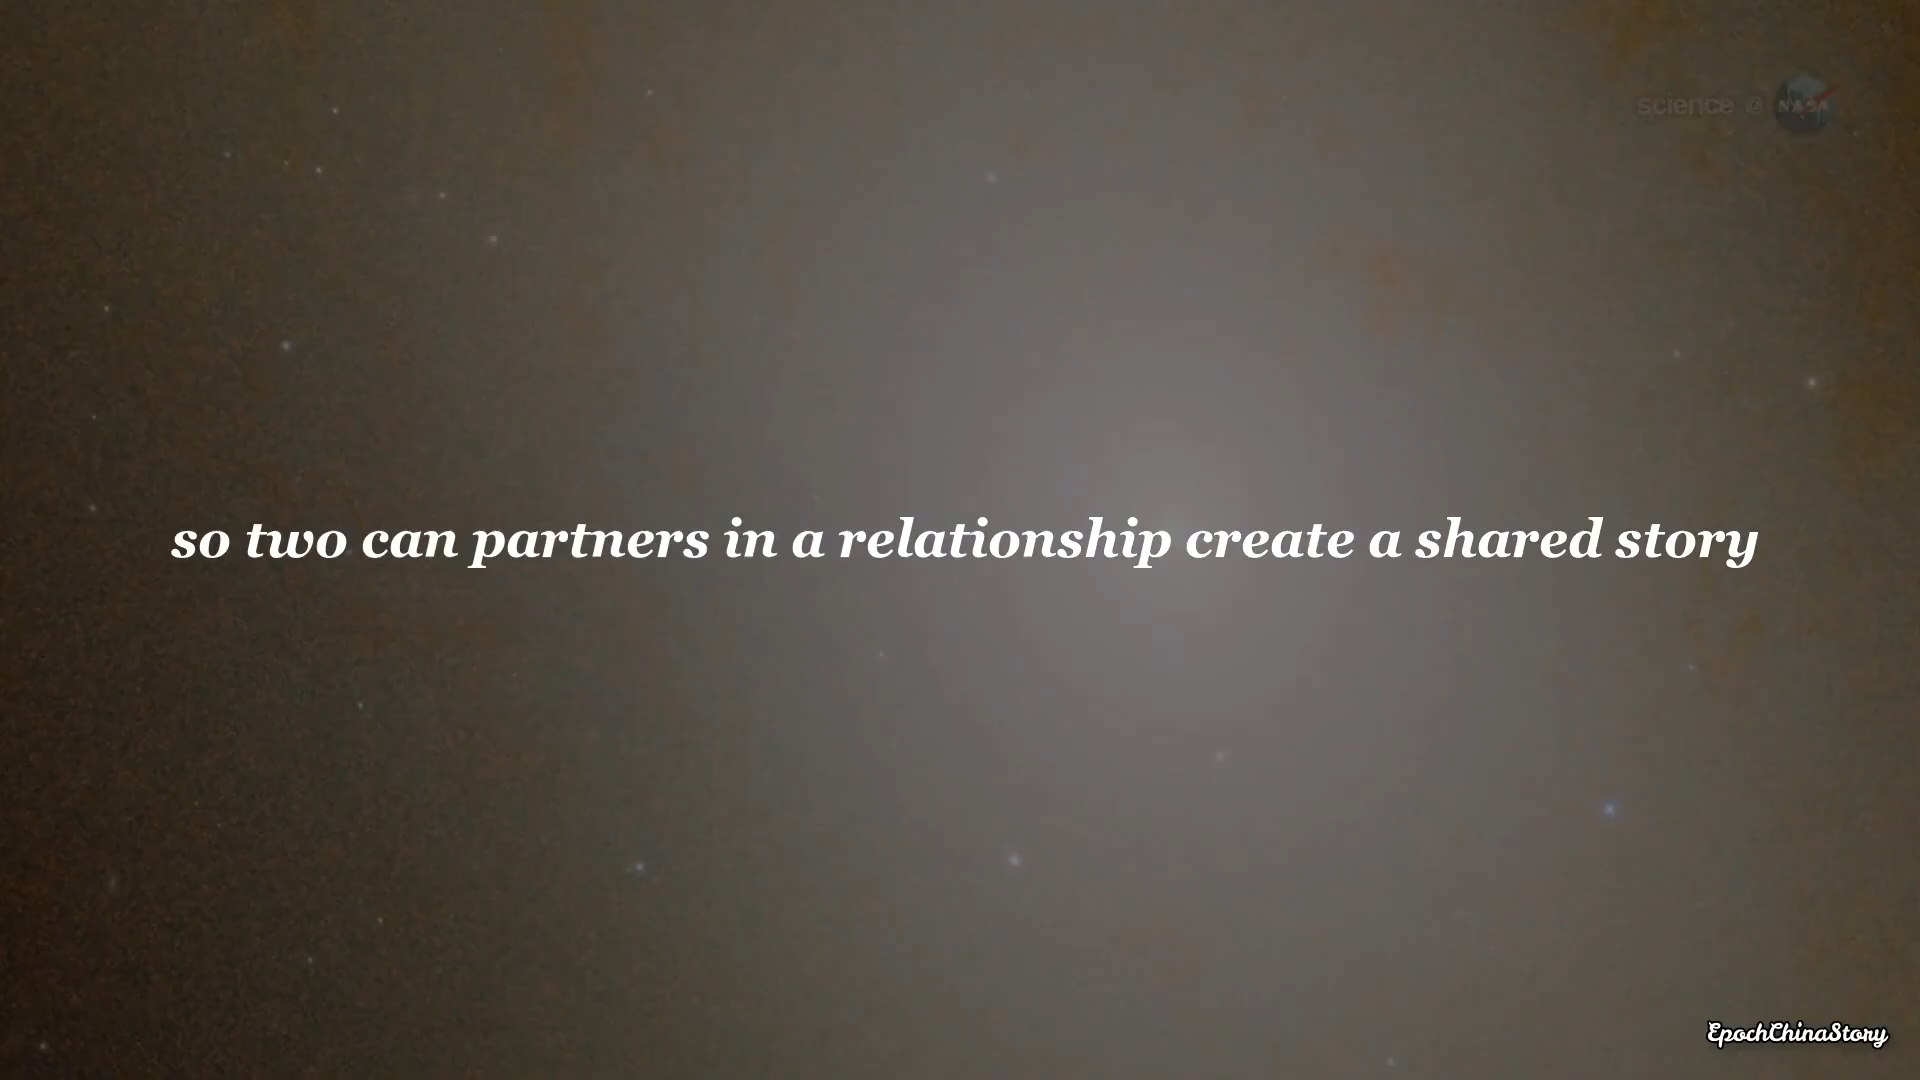 science @ NASA
so two can partners in a relationship create a shared story
EpochChinaStory